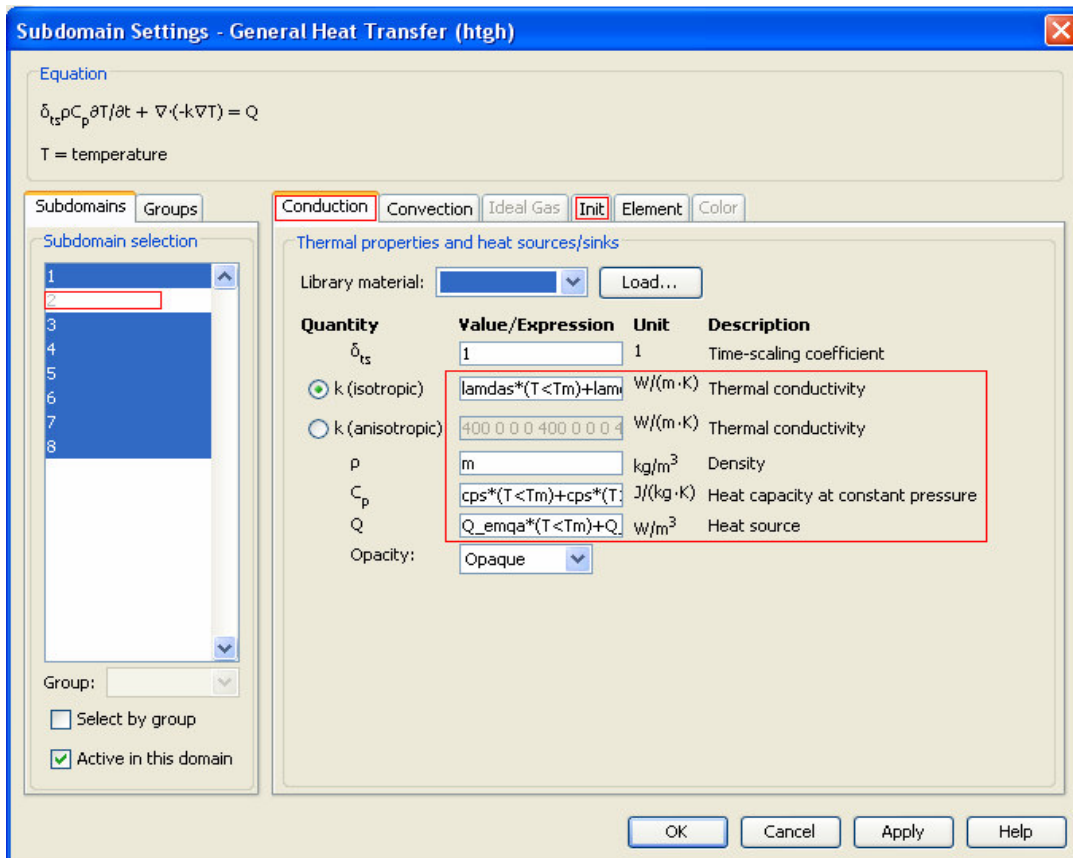 Subdomain Settings - General Heat Transfer (htgh)
Equation
δtsρCp∂T/∂t + ∇·(-k∇T) = Q
T = temperature
Subdomains Groups
Conduction Convection Ideal Gas Init Element Color
Subdomain selection
1
2
3
4
5
6
7
8
Group:
Select by group
Active in this domain
Thermal properties and heat sources/sinks
Library material: Load...
Quantity Value/Expression Unit Description
δts 1 1 Time-scaling coefficient
k (isotropic) lamdas*(T<Tm)+lam W/(m·K) Thermal conductivity
k (anisotropic) 400 0 0 0 400 0 0 0 4 W/(m·K) Thermal conductivity
ρ m kg/m³ Density
Cp cps*(T<Tm)+cps*(T J/(kg·K) Heat capacity at constant pressure
Q Q_emqa*(T<Tm)+Q_ W/m³ Heat source
Opacity: Opaque
OK Cancel Apply Help